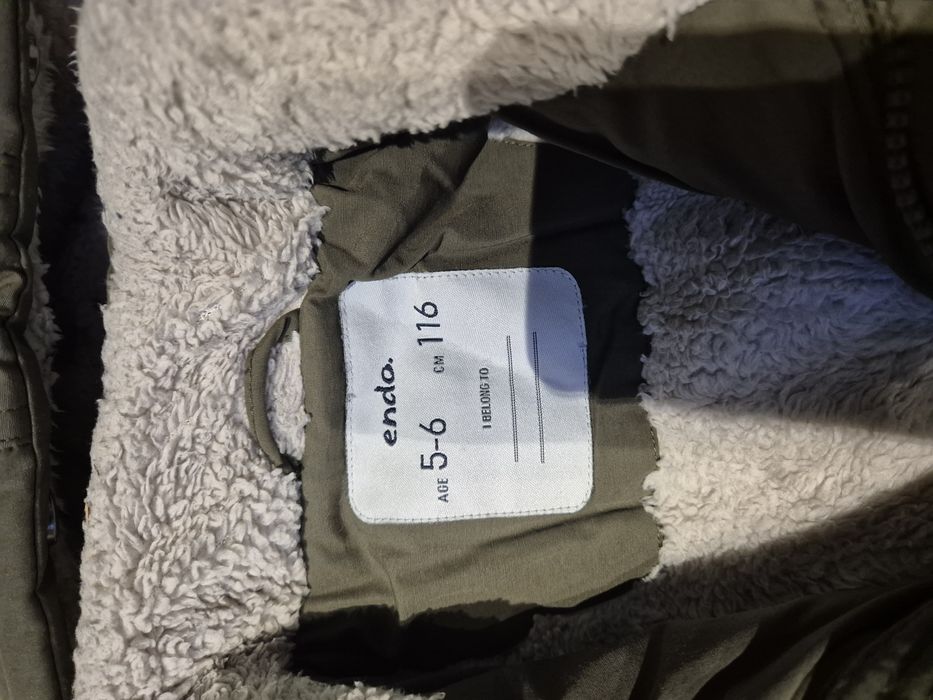 endo.
AGE 5-6 CM 116
I BELONG TO